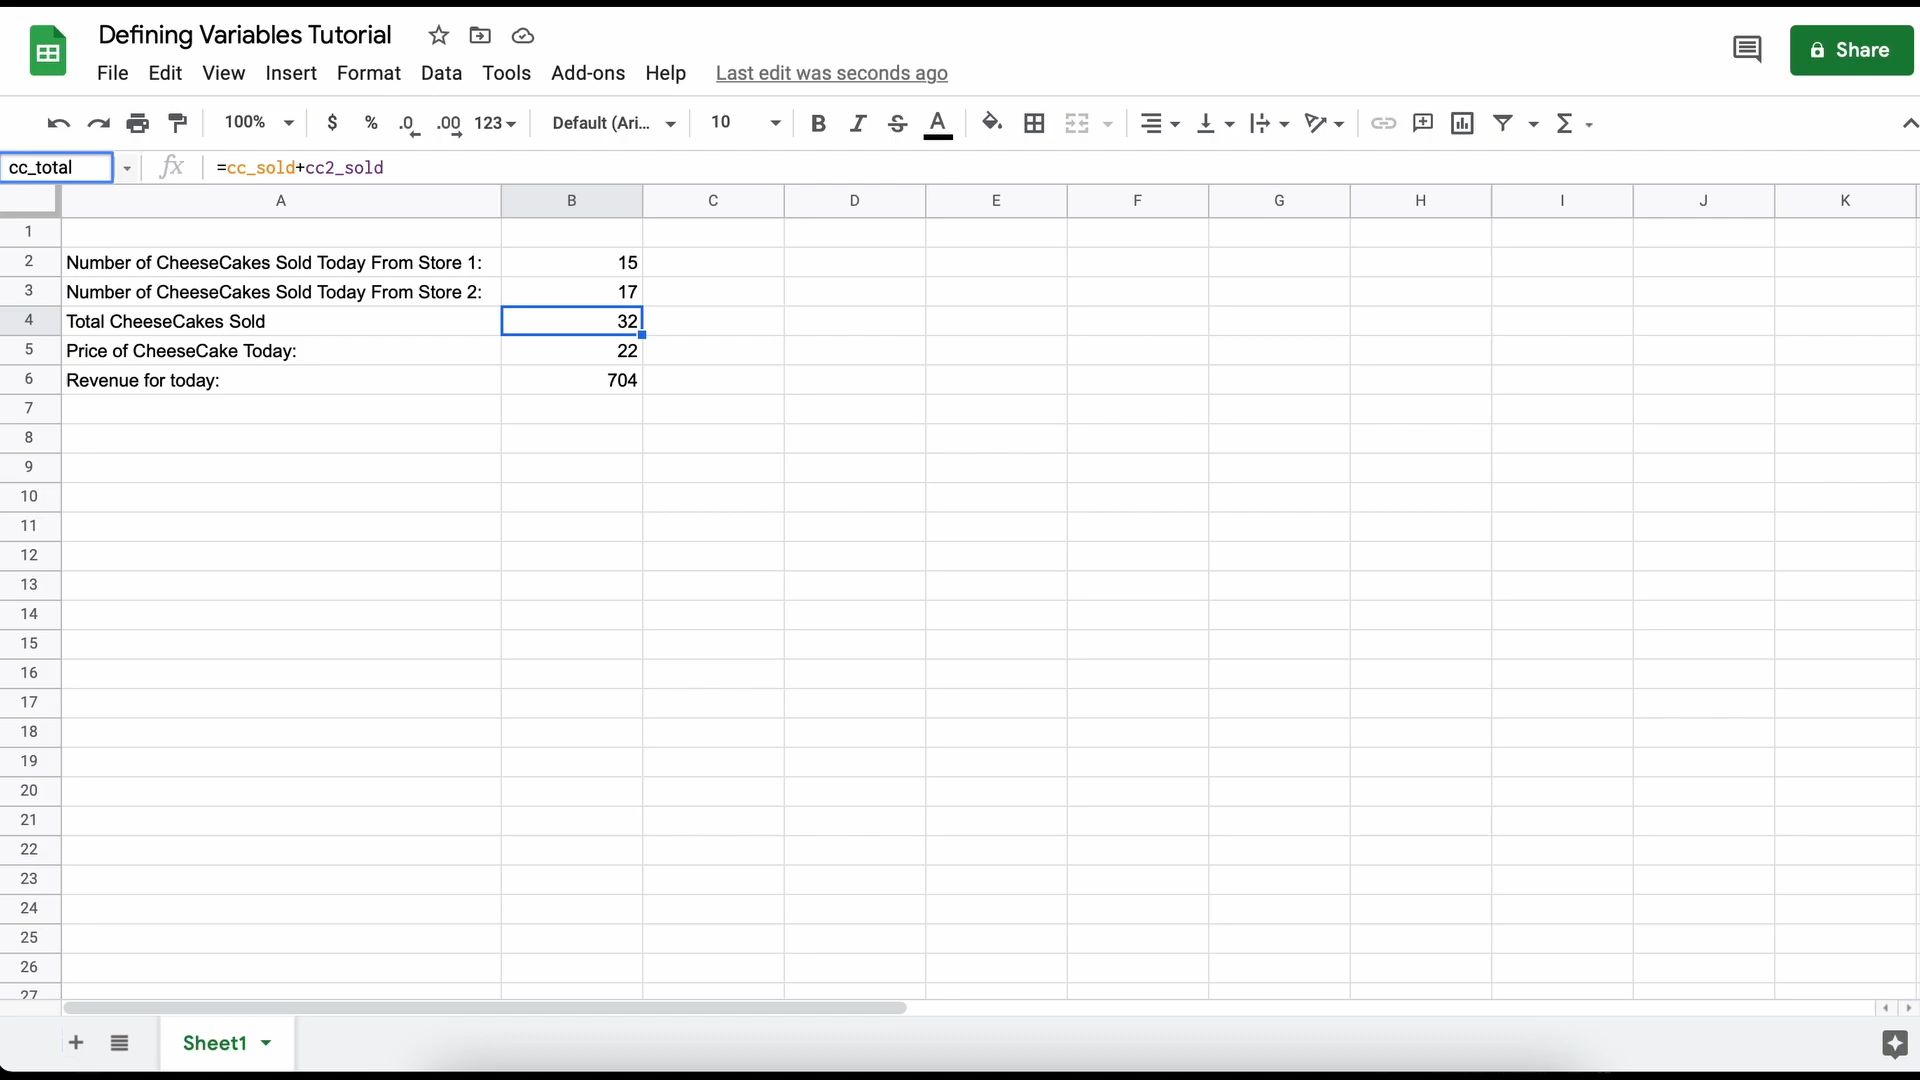 Defining Variables Tutorial
File Edit View Insert Format Data Tools Add-ons Help Last edit was seconds ago
Share
100% $ % .0 .00 123 Default (Ari... 10 B I S A Σ
cc_total fx =cc_sold+cc2_sold
A B C D E F G H I J K
1
2 Number of CheeseCakes Sold Today From Store 1: 15
3 Number of CheeseCakes Sold Today From Store 2: 17
4 Total CheeseCakes Sold 32
5 Price of CheeseCake Today: 22
6 Revenue for today: 704
7
8
9
10
11
12
13
14
15
16
17
18
19
20
21
22
23
24
25
26
27
+ Sheet1